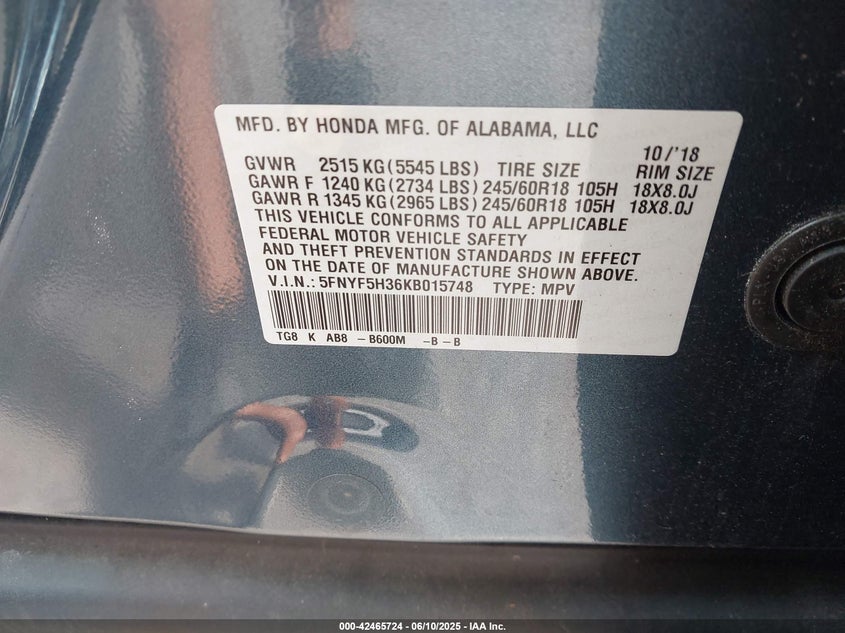 MFD. BY HONDA MFG. OF ALABAMA, LLC
10/'18
GVWR 2515 KG (5545 LBS) TIRE SIZE RIM SIZE
GAWR F 1240 KG (2734 LBS) 245/60R18 105H 18X8.0J
GAWR R 1345 KG (2965 LBS) 245/60R18 105H 18X8.0J
THIS VEHICLE CONFORMS TO ALL APPLICABLE
FEDERAL MOTOR VEHICLE SAFETY
AND THEFT PREVENTION STANDARDS IN EFFECT
ON THE DATE OF MANUFACTURE SHOWN ABOVE.
V.I.N.: 5FNYF5H36KB015748 TYPE: MPV
TG8 K AB8 - B600M - B - B
000-42465724 - 06/10/2025 - IAA Inc.